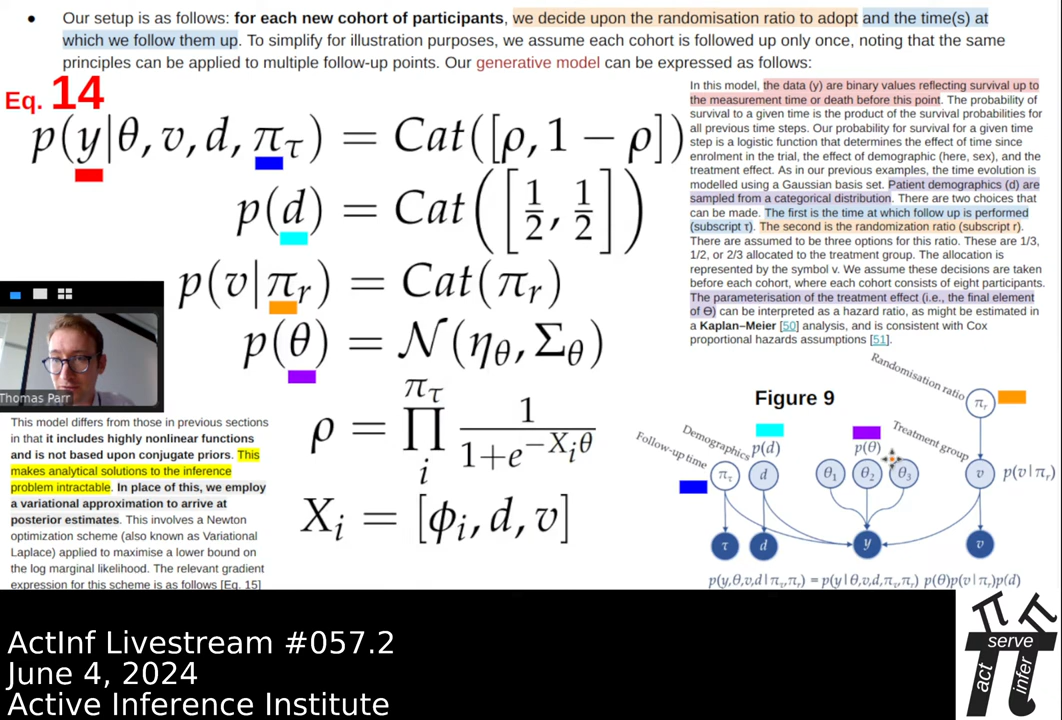 ● Our setup is as follows: for each new cohort of participants, we decide upon the randomisation ratio to adopt and the time(s) at
which we follow them up. To simplify for illustration purposes, we assume each cohort is followed up only once, noting that the same
principles can be applied to multiple follow-up points. Our generative model can be expressed as follows:
Eq. 14
p(y|θ, v, d, π_τ) = Cat([ρ, 1 − ρ])
p(d) = Cat([1/2, 1/2])
p(v|π_r) = Cat(π_r)
p(θ) = N(η_θ, Σ_θ)
ρ = ∏_i^{π_τ} 1/(1+e^{−X_iθ})
X_i = [ϕ_i, d, v]
In this model, the data (y) are binary values reflecting survival up to
the measurement time or death before this point. The probability of
survival to a given time is the product of the survival probabilities for
all previous time steps. Our probability for survival for a given time
step is a logistic function that determines the effect of time since
enrolment in the trial, the effect of demographic (here, sex), and the
treatment effect. As in our previous examples, the time evolution is
modelled using a Gaussian basis set. Patient demographics (d) are
sampled from a categorical distribution. There are two choices that
can be made. The first is the time at which follow up is performed
(subscript τ). The second is the randomization ratio (subscript r).
There are assumed to be three options for this ratio. These are 1/3,
1/2, or 2/3 allocated to the treatment group. The allocation is
represented by the symbol v. We assume these decisions are taken
before each cohort, where each cohort consists of eight participants.
The parameterisation of the treatment effect (i.e., the final element
of Θ) can be interpreted as a hazard ratio, as might be estimated in
a Kaplan–Meier [50] analysis, and is consistent with Cox
proportional hazards assumptions [51].
Thomas Parr
This model differs from those in previous sections
in that it includes highly nonlinear functions
and is not based upon conjugate priors. This
makes analytical solutions to the inference
problem intractable. In place of this, we employ
a variational approximation to arrive at
posterior estimates. This involves a Newton
optimization scheme (also known as Variational
Laplace) applied to maximise a lower bound on
the log marginal likelihood. The relevant gradient
expression for this scheme is as follows [Eq. 15]
Figure 9
Randomisation ratio
π_r
Follow-up time
Demographics
p(d)
p(θ)
Treatment group
π_τ d θ1 θ2 θ3 v p(v|π_r)
τ d y v
p(y,θ,v,d|π_τ,π_r) = p(y|θ,v,d,π_τ,π_r) p(θ)p(v|π_r)p(d)
ActInf Livestream #057.2
June 4, 2024
Active Inference Institute
π π
serve
π
act
infer